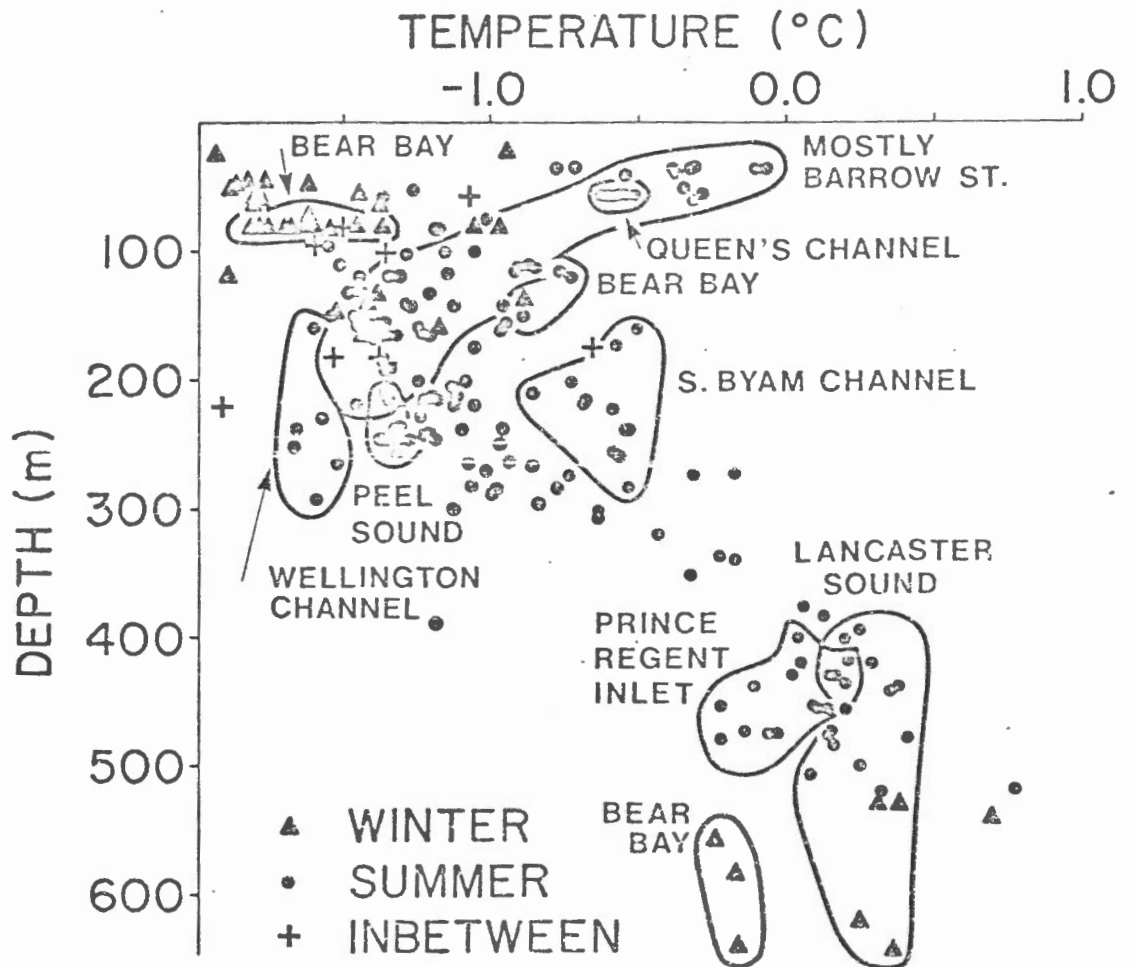 TEMPERATURE (°C)
-1.0 0.0 1.0
BEAR BAY
MOSTLY
BARROW ST.
100
QUEEN'S CHANNEL
BEAR BAY
200
S. BYAM CHANNEL
DEPTH (m)
300
PEEL
SOUND
WELLINGTON
CHANNEL
LANCASTER
SOUND
400
PRINCE
REGENT
INLET
500
BEAR
BAY
WINTER
SUMMER
600
INBETWEEN